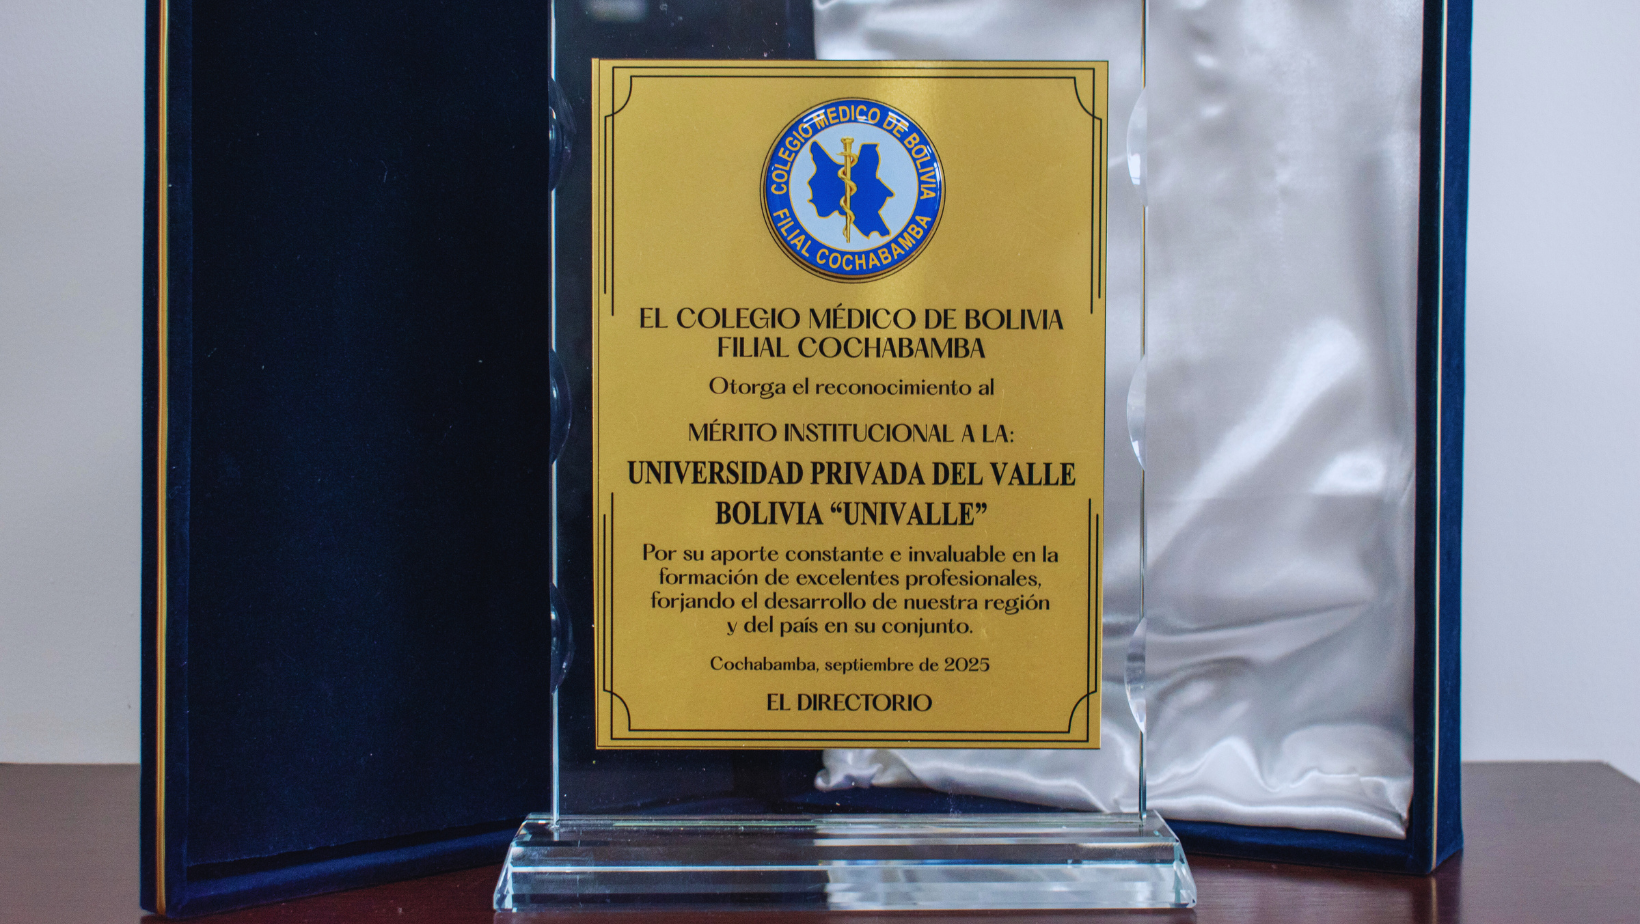 COLEGIO MEDICO DE BOLIVIA
FILIAL COCHABAMBA
EL COLEGIO MÉDICO DE BOLIVIA
FILIAL COCHABAMBA
Otorga el reconocimiento al
MÉRITO INSTITUCIONAL A LA:
UNIVERSIDAD PRIVADA DEL VALLE
BOLIVIA “UNIVALLE”
Por su aporte constante e invaluable en la
formación de excelentes profesionales,
forjando el desarrollo de nuestra región
y del país en su conjunto.
Cochabamba, septiembre de 2025
EL DIRECTORIO